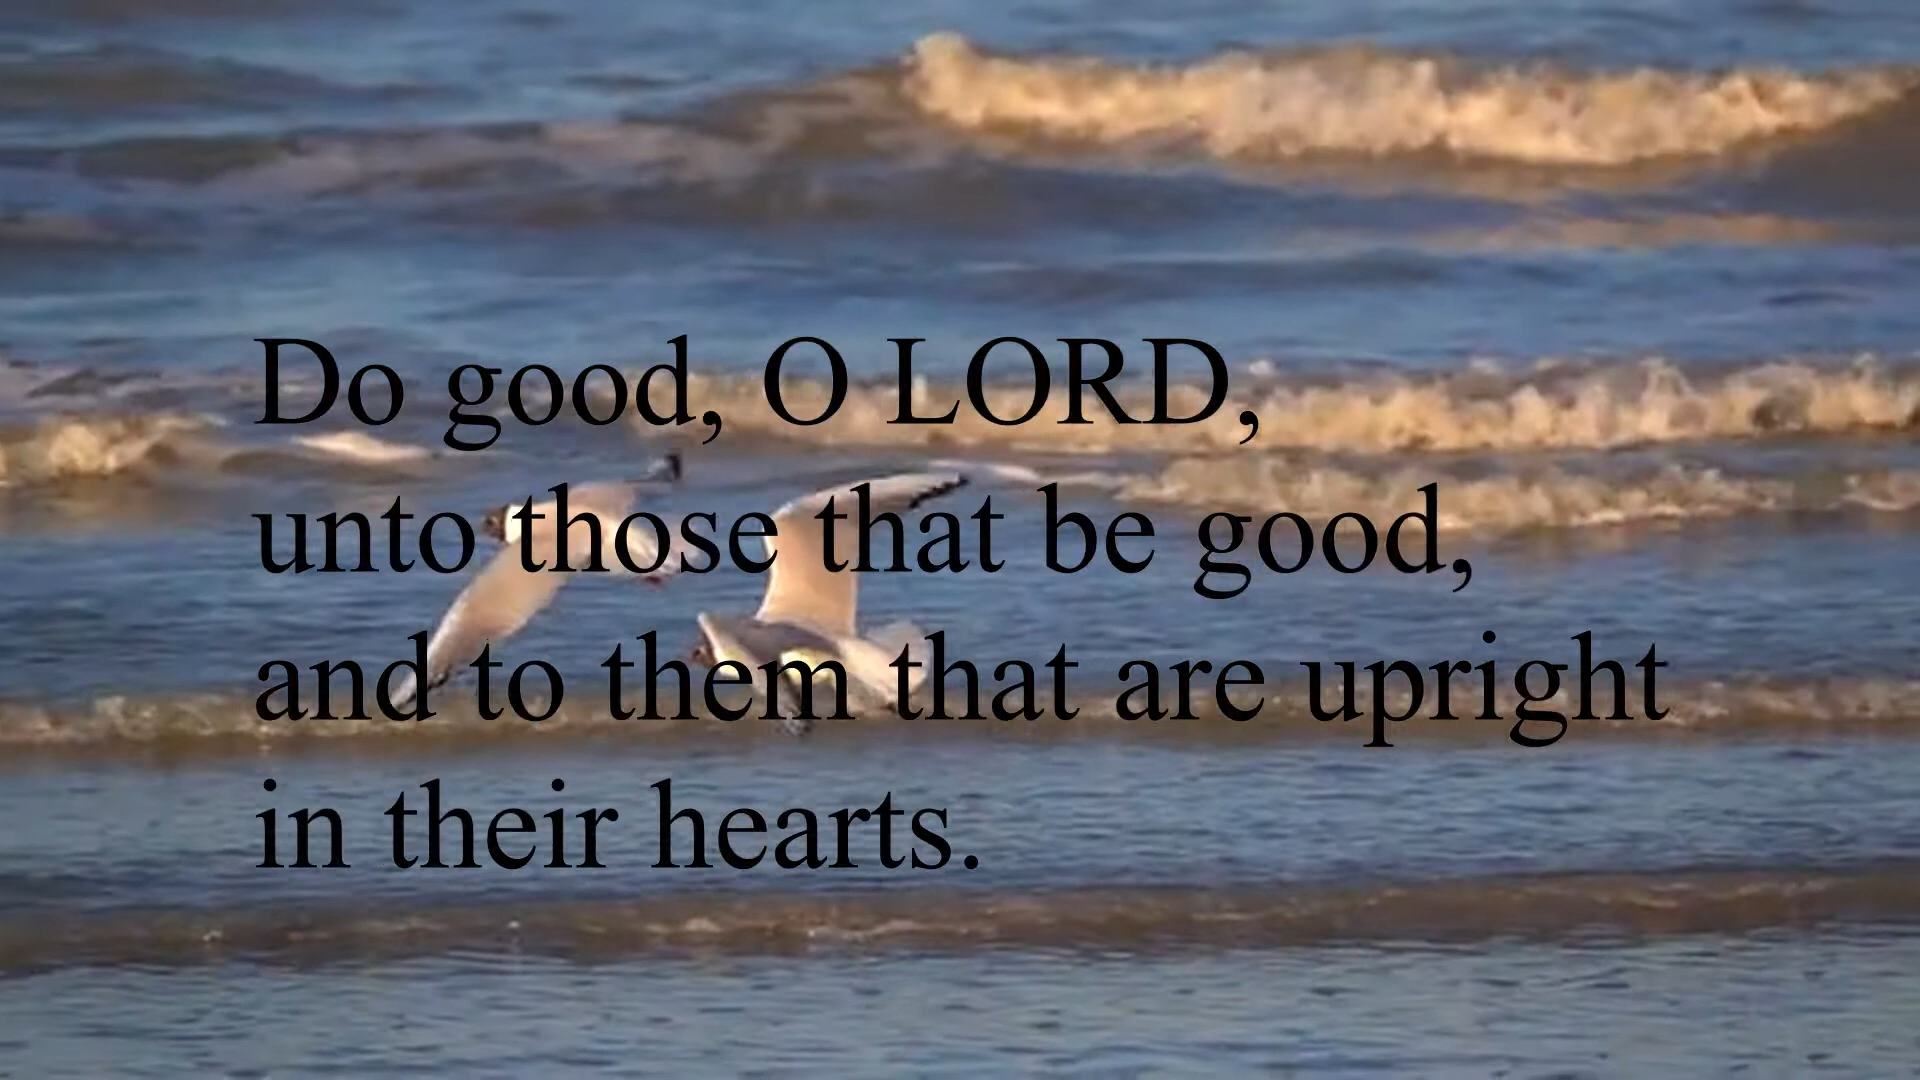 Do good, O LORD,
unto those that be good,
and to them that are upright
in their hearts.